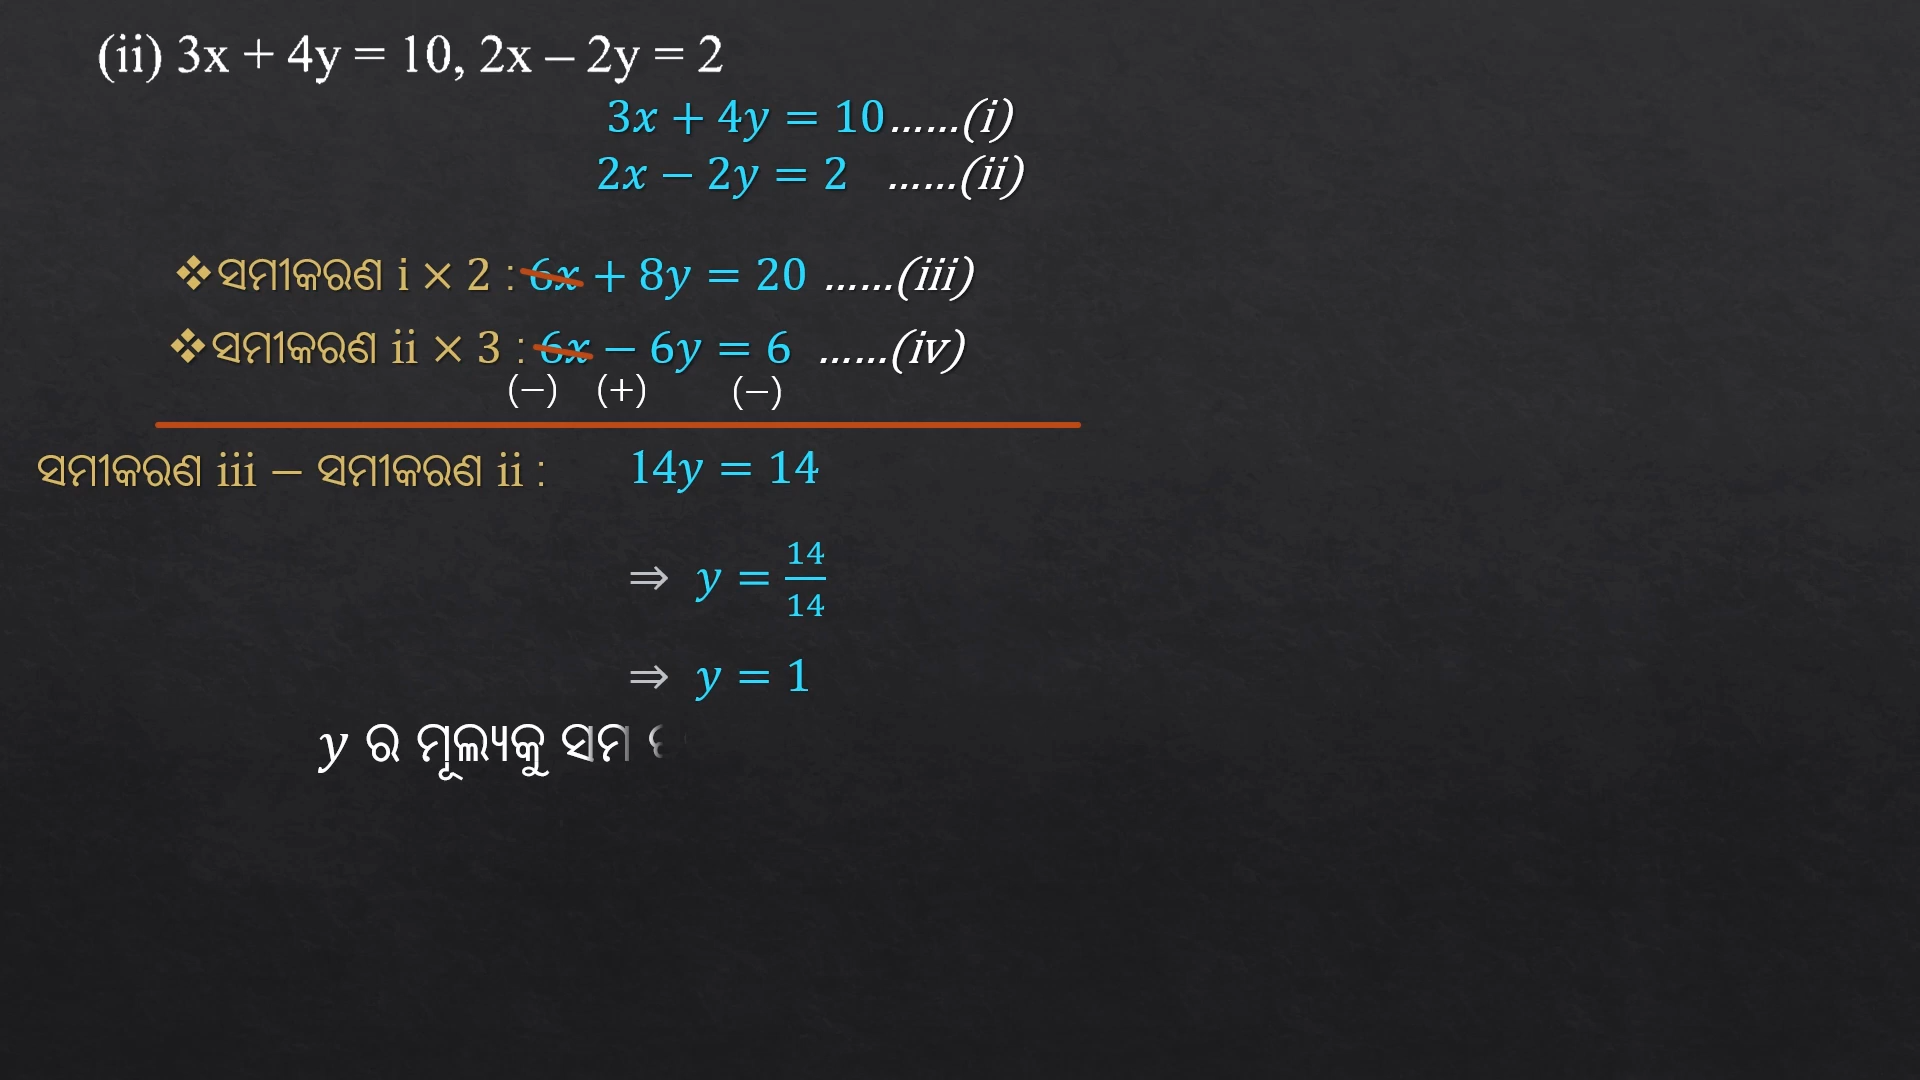 (ii) 3x + 4y = 10, 2x – 2y = 2
3x + 4y = 10......(i)
2x − 2y = 2 ......(ii)
❖ସମୀକରଣ i × 2 : 6x + 8y = 20 ......(iii)
❖ସମୀକରଣ ii × 3 : 6x − 6y = 6 ......(iv)
(−) (+) (−)
ସମୀକରଣ iii − ସମୀକରଣ ii : 14y = 14
⇒ y = 14/14
⇒ y = 1
y ର ମୂଲ୍ୟକୁ ସମ